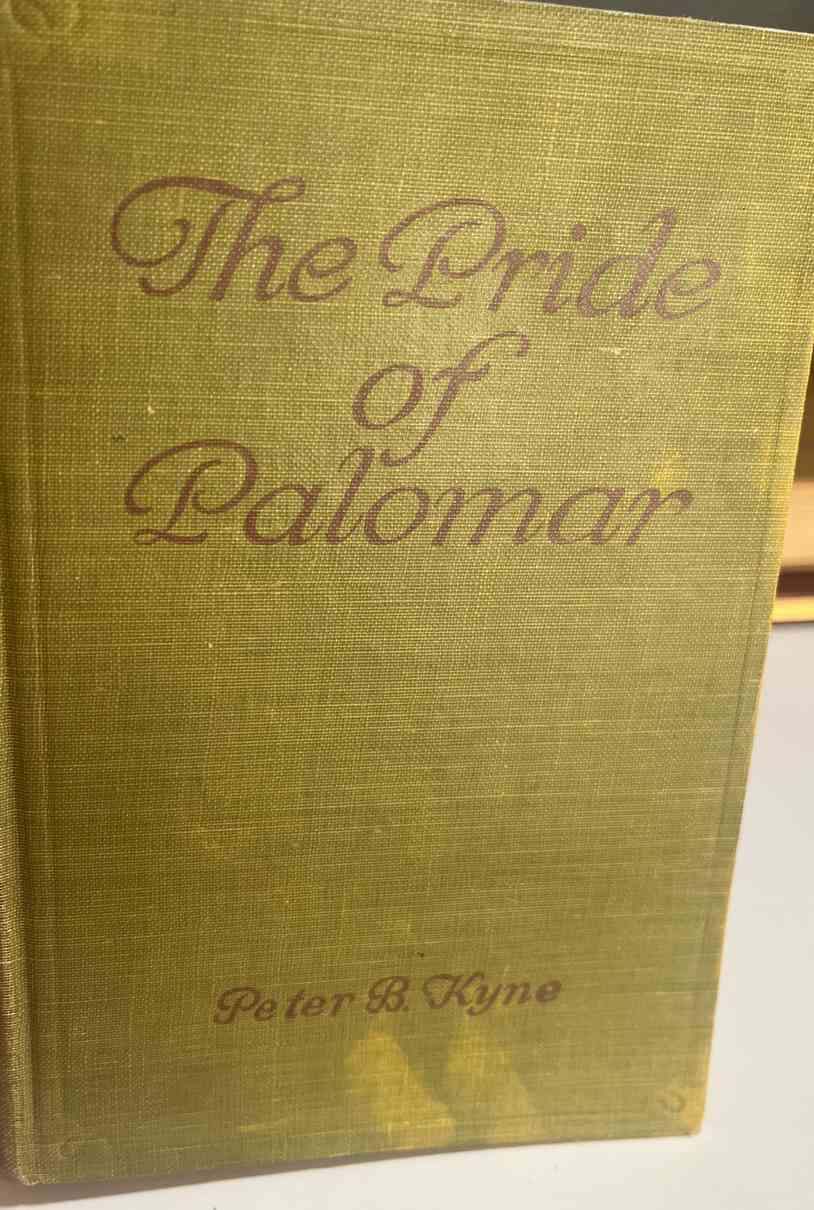 The Pride
of
Palomar
Peter B. Kyne